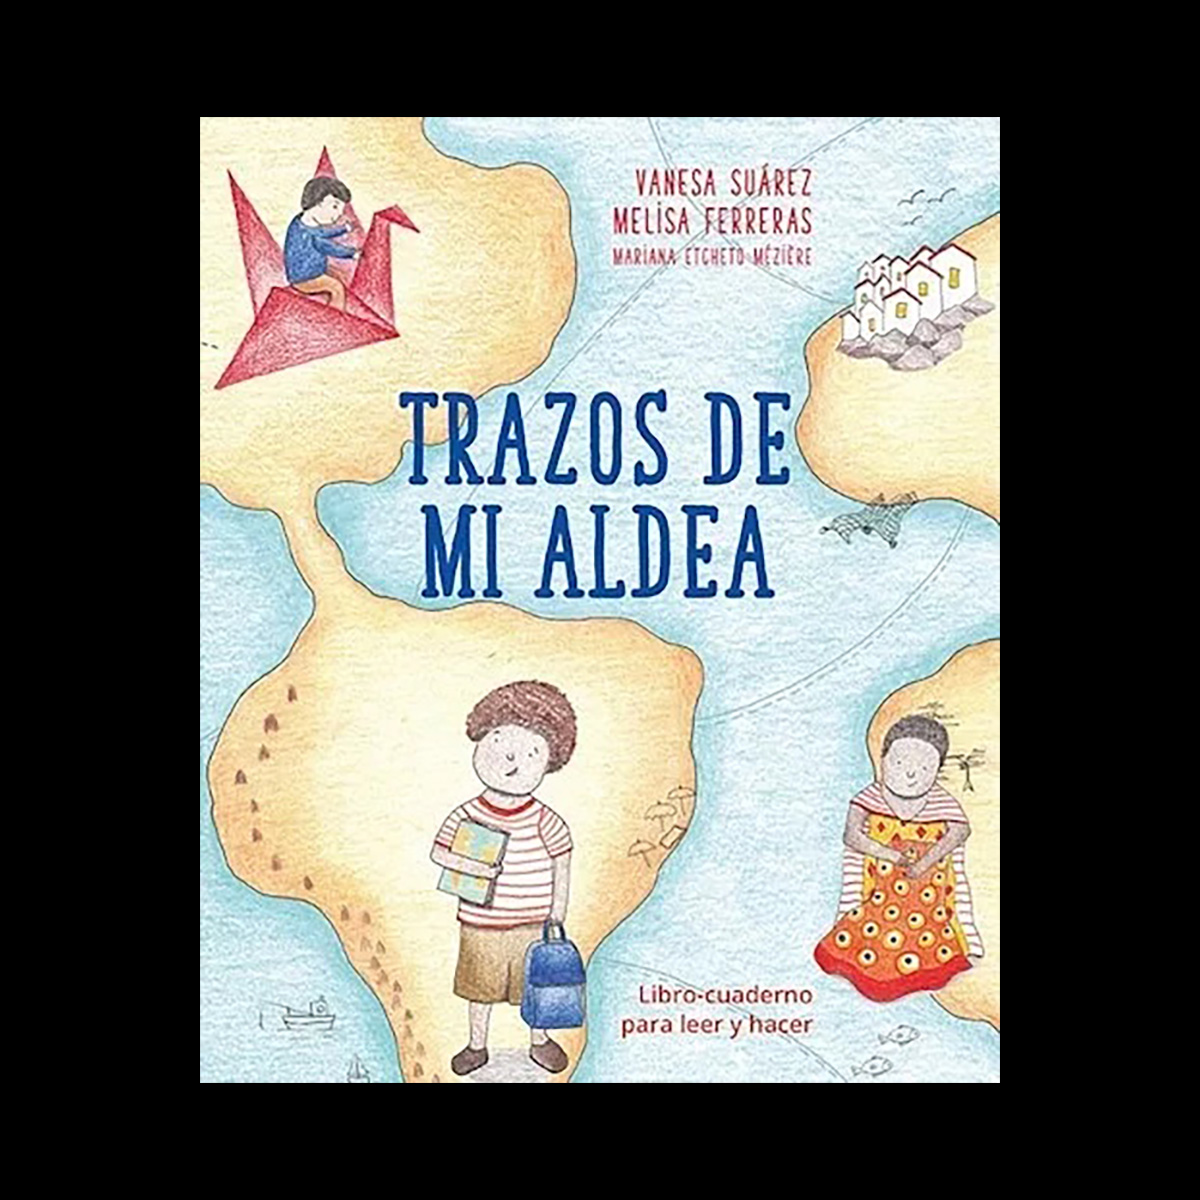 VANESA SUÁREZ
MELISA FERRERAS
MARIANA ETCHETO MÉZIÈRE
TRAZOS DE
MI ALDEA
Libro-cuaderno
para leer y hacer